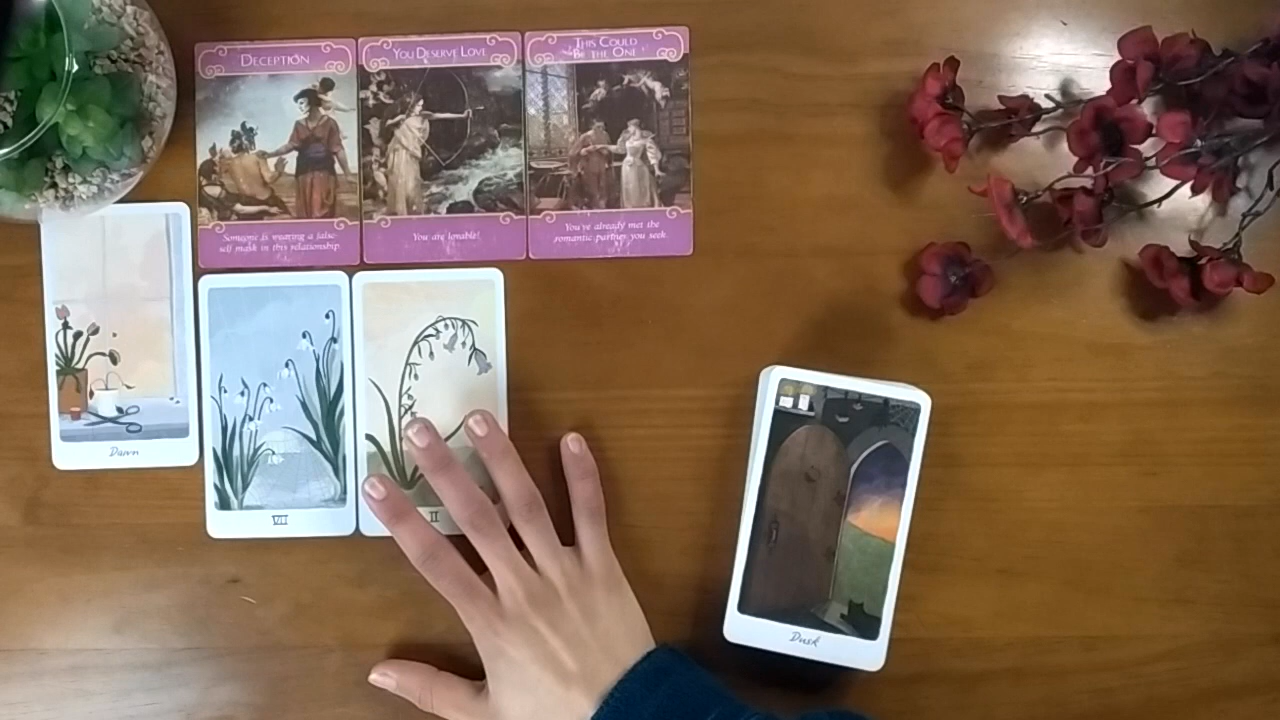 DECEPTION
Someone is wearing a false-
self mask in this relationship.
YOU DESERVE LOVE
You are lovable!
THIS COULD
BE THE ONE
You've already met the
romantic partner you seek.
Dawn
VII
II
Dusk